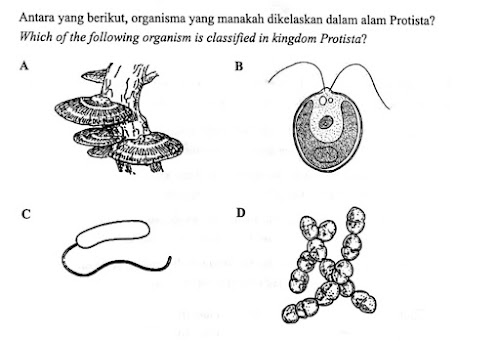 Antara yang berikut, organisma yang manakah dikelaskan dalam alam Protista?
Which of the following organism is classified in kingdom Protista?
A
B
C
D